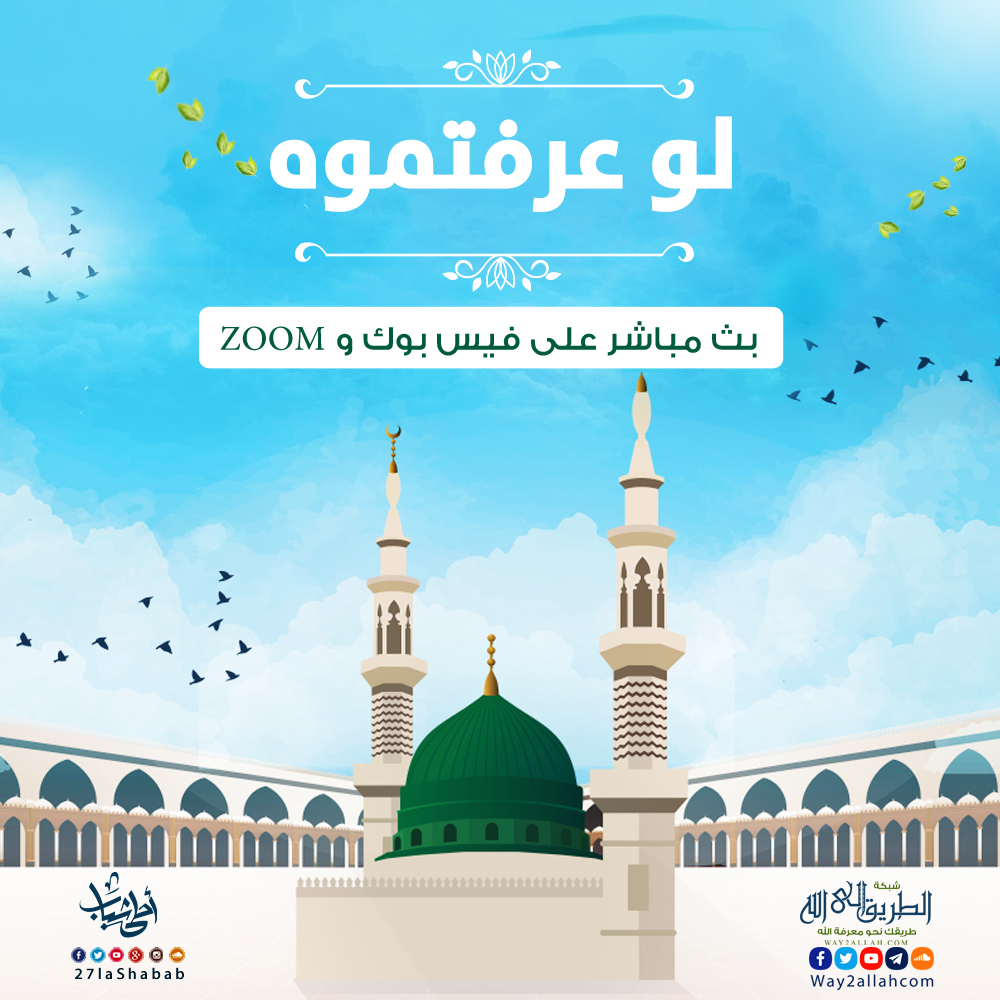 لو عرفتموه
بث مباشر على فيس بوك و ZOOM
أحلى شباب
27laShabab
شبكة
الطريق إلى الله
طريقك نحو معرفة الله
WAY2ALLAH.COM
Way2allahcom